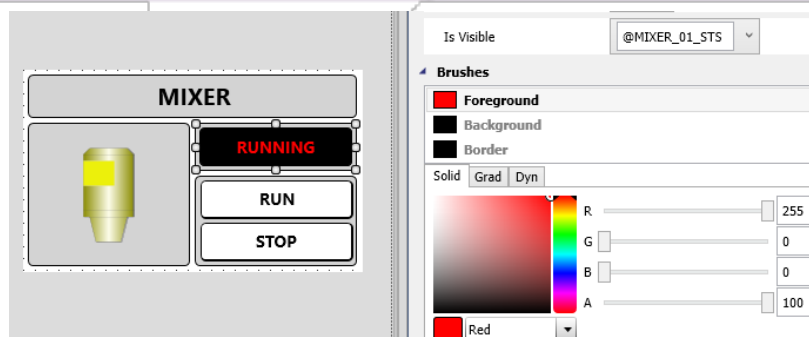 MIXER
RUNNING
RUN
STOP
Is Visible @MIXER_01_STS
Brushes
Foreground
Background
Border
Solid Grad Dyn
R 255
G 0
B 0
A 100
Red